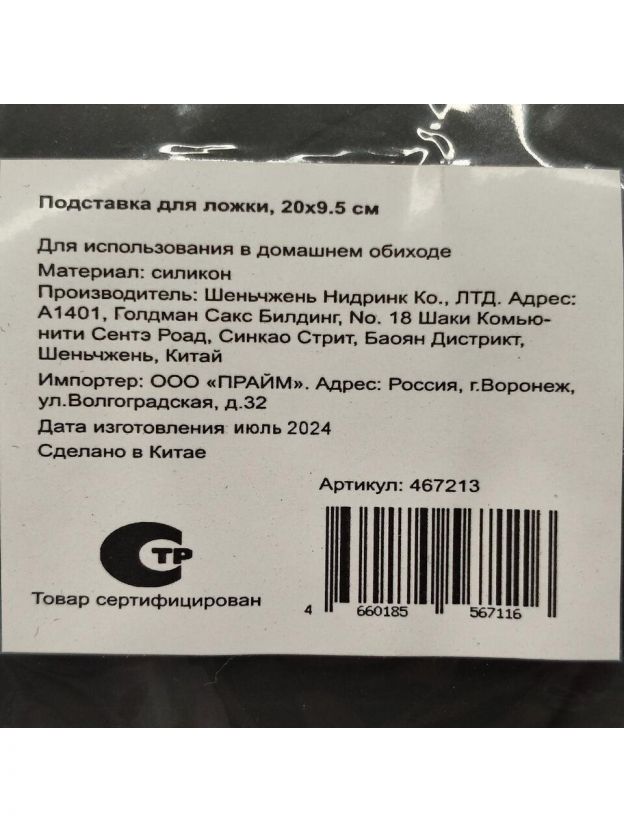 Подставка для ложки, 20х9.5 см
Для использования в домашнем обиходе
Материал: силикон
Производитель: Шеньчжень Нидринк Ко., ЛТД. Адрес:
А1401, Голдман Сакс Билдинг, No. 18 Шаки Комью-
нити Сентэ Роад, Синкао Стрит, Баоян Дистрикт,
Шеньчжень, Китай
Импортер: ООО «ПРАЙМ». Адрес: Россия, г.Воронеж,
ул.Волгоградская, д.32
Дата изготовления июль 2024
Сделано в Китае
Артикул: 467213
СТР
Товар сертифицирован
4 660185 567116